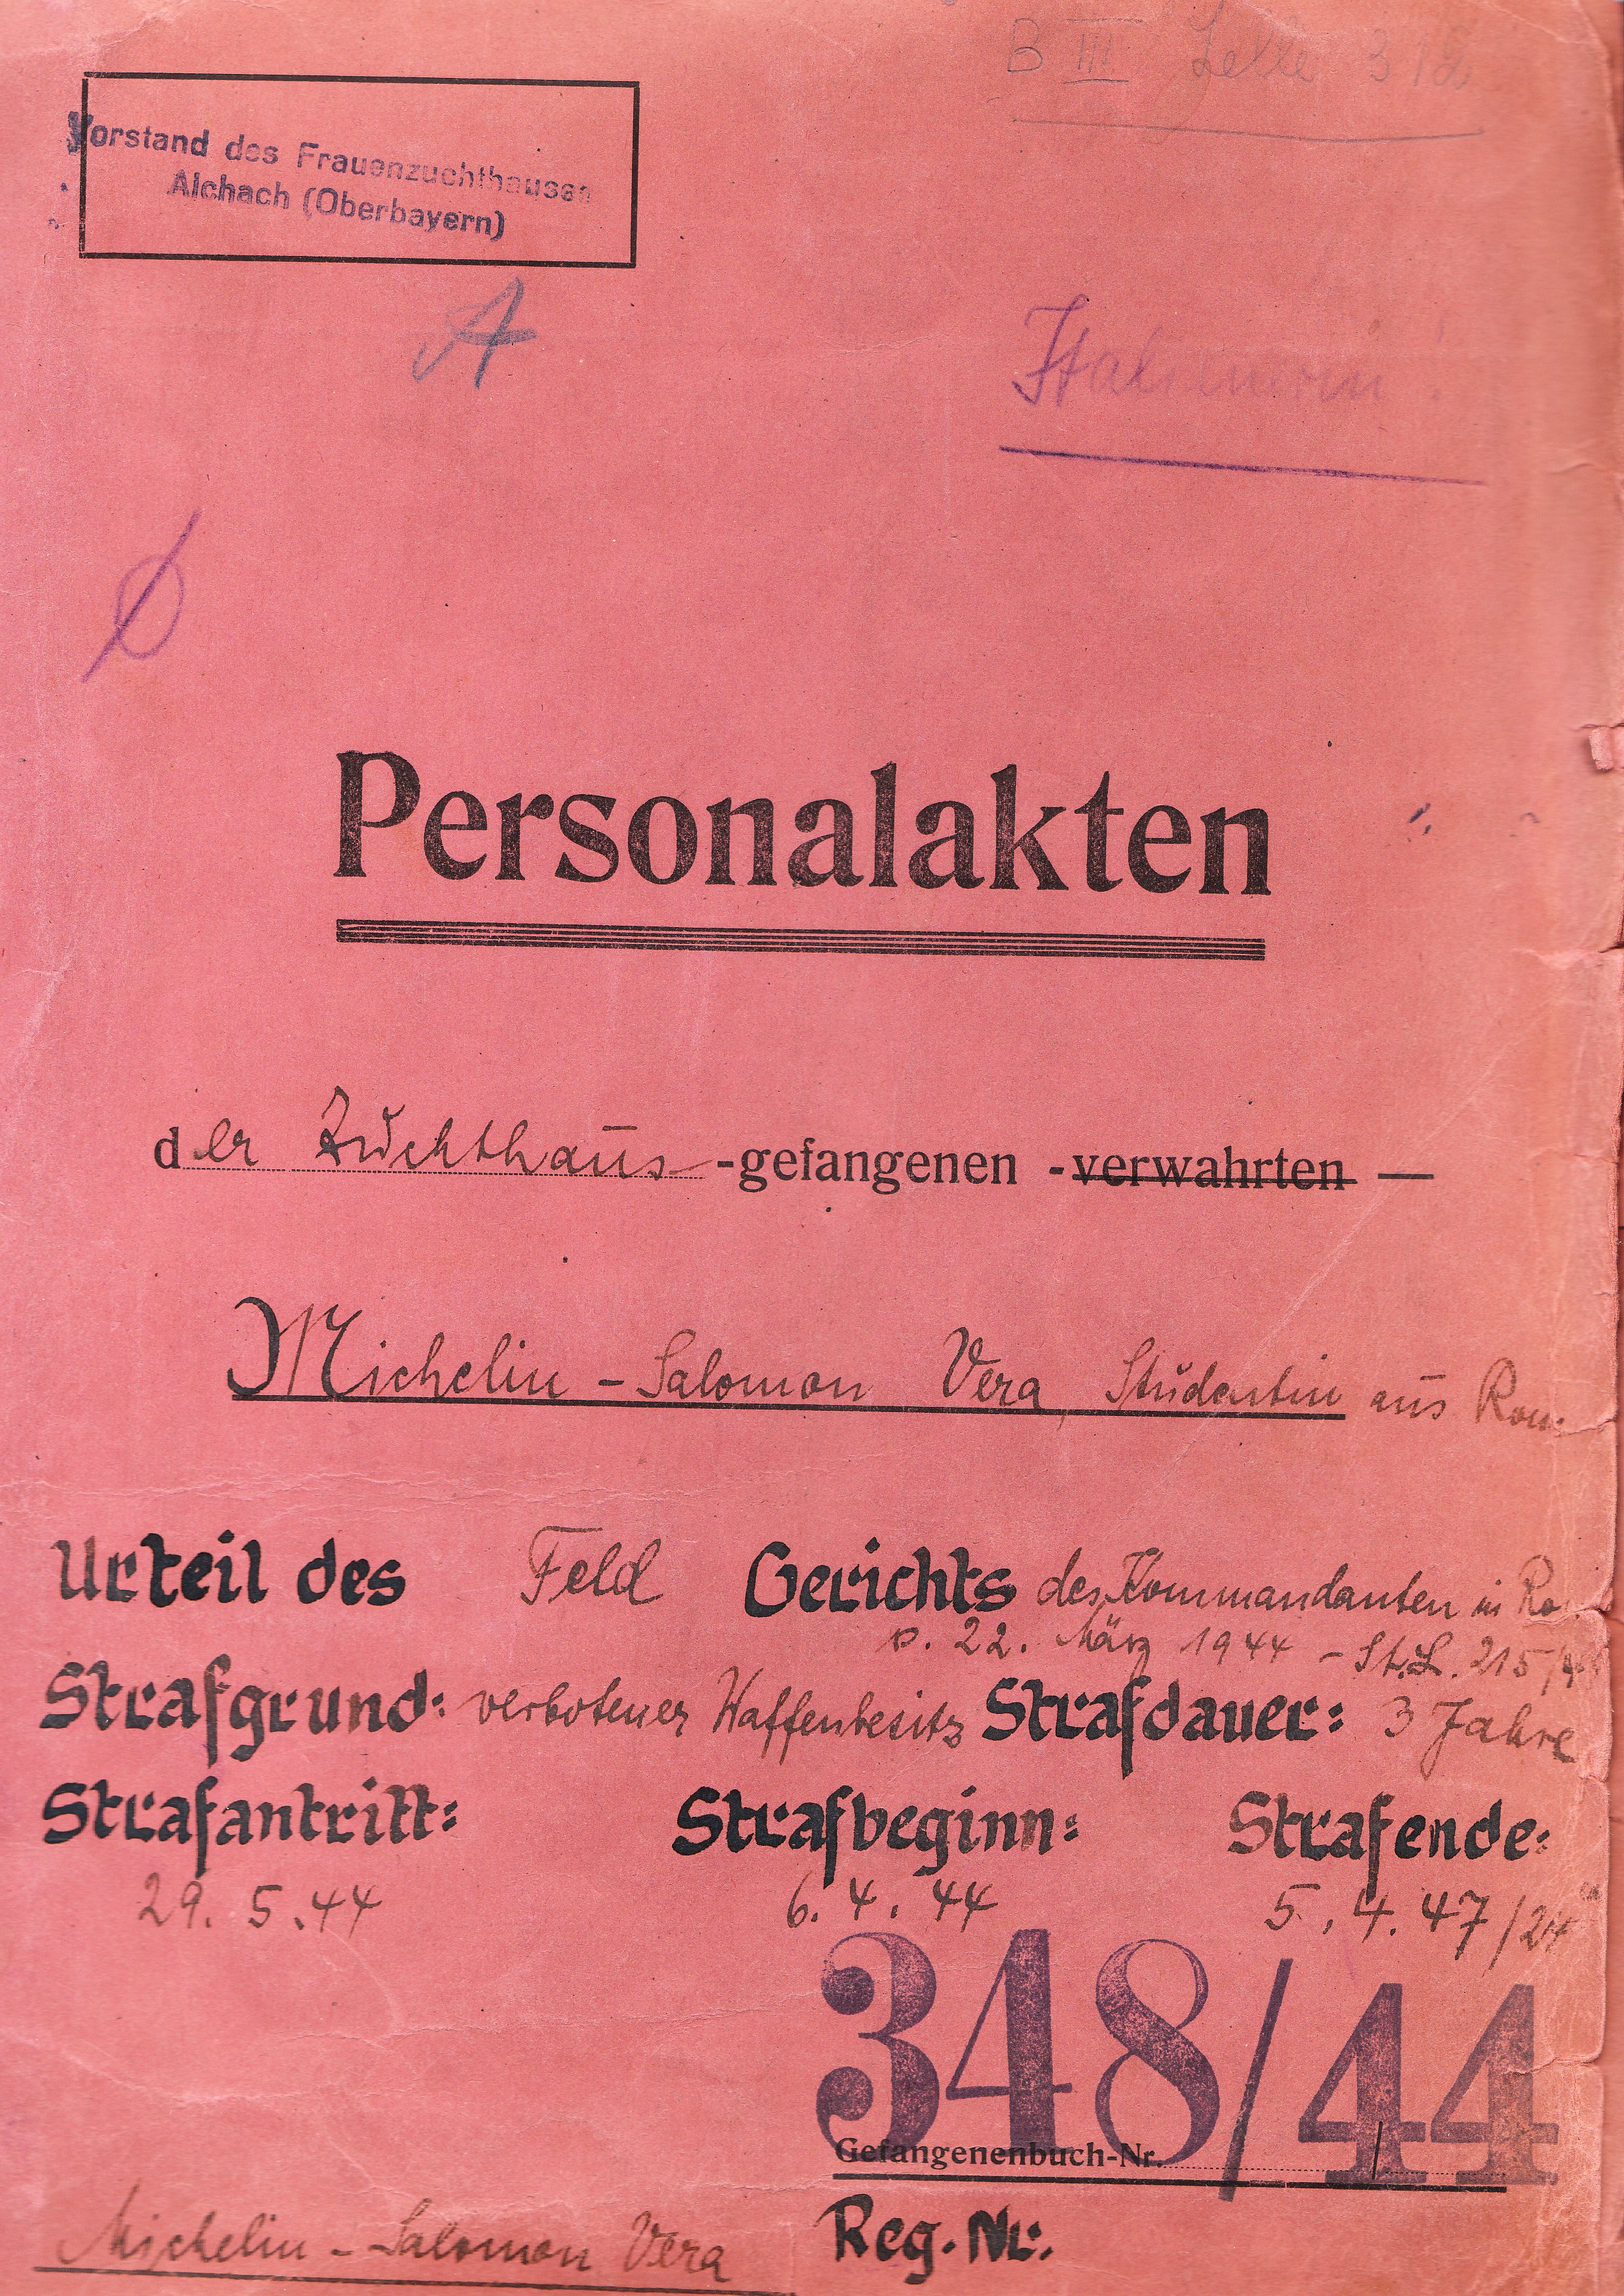 B III Zelle 3
Vorstand des Frauenzuchthauses
Aichach (Oberbayern)
A
Italienerin!
Personalakten
der Zuchthaus-gefangenen -verwahrten —
Michelin - Salomon Vera, Studentin aus Rom
Urteil des Feld Gerichts des Kommandanten in
v. 22. März 1944 - St.L. 215/
Strafgrund: verbotener Waffenbesitz Strafdauer: 3 Jahre
Strafantritt: Strafbeginn: Strafende:
29. 5. 44 6. 4. 44 5. 4. 47/24
348/44
Gefangenenbuch-Nr. /
Reg. Nr.
Michelin - Salomon Vera